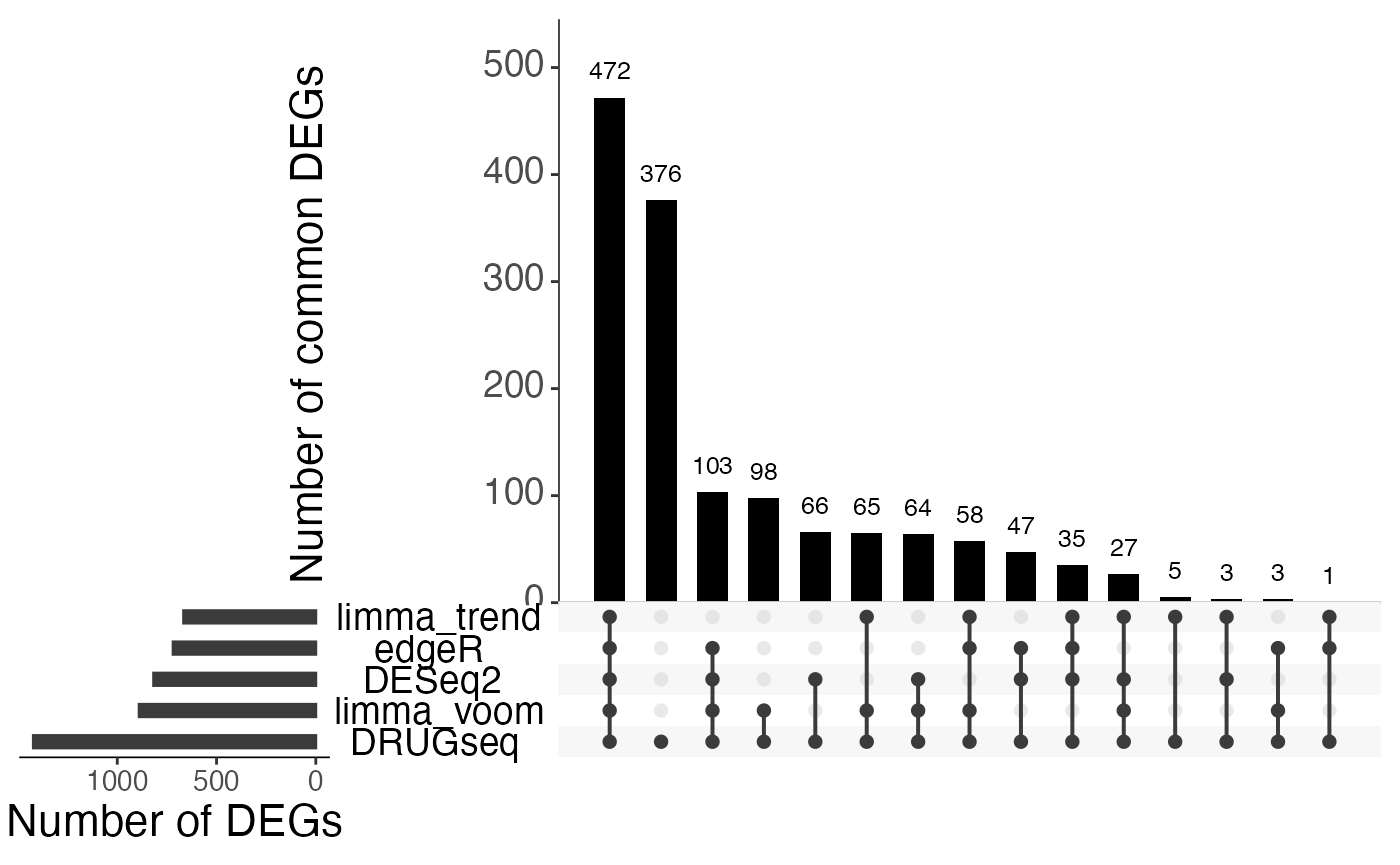 Number of common DEGs
500
400
300
200
100
0
472
376
103
98
66
65
64
58
47
35
27
5
3
3
1
limma_trend
edgeR
DESeq2
limma_voom
DRUGseq
1000 500 0
Number of DEGs